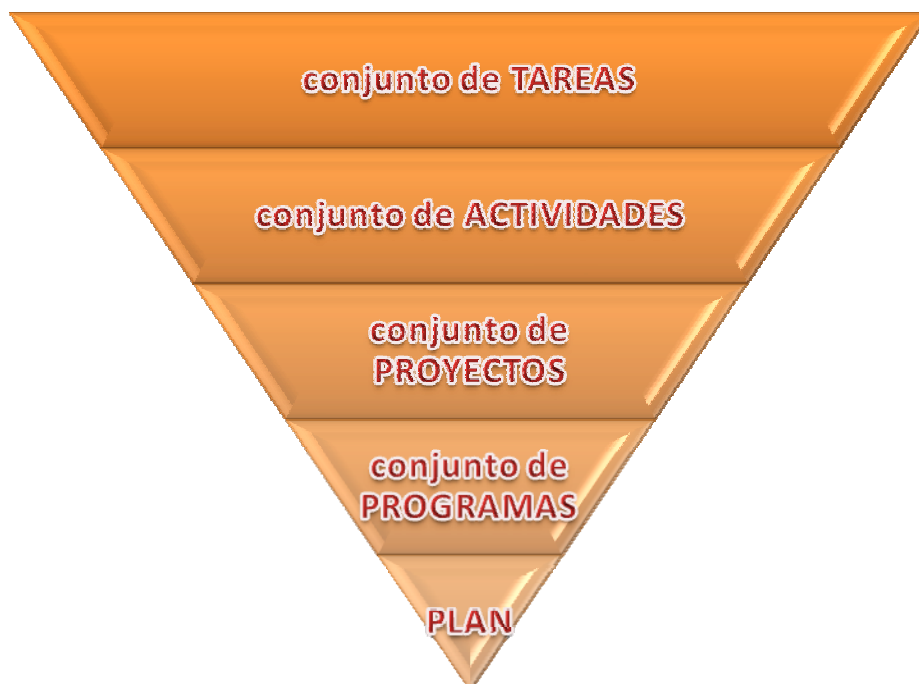 conjunto de TAREAS
conjunto de ACTIVIDADES
conjunto de
PROYECTOS
conjunto de
PROGRAMAS
PLAN